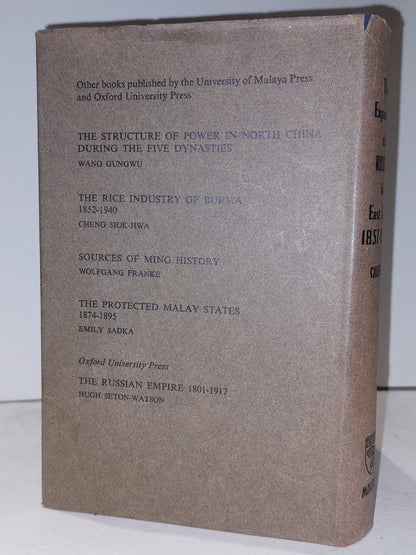 Other books published by the University of Malaya Press
and Oxford University Press
THE STRUCTURE OF POWER IN NORTH CHINA
DURING THE FIVE DYNASTIES
WANG GUNGWU
THE RICE INDUSTRY OF BURMA
1852-1940
CHENG SIOK-HWA
SOURCES OF MING HISTORY
WOLFGANG FRANKE
THE PROTECTED MALAY STATES
1874-1895
EMILY SADKA
Oxford University Press
THE RUSSIAN EMPIRE 1801-1917
HUGH SETON-WATSON
East